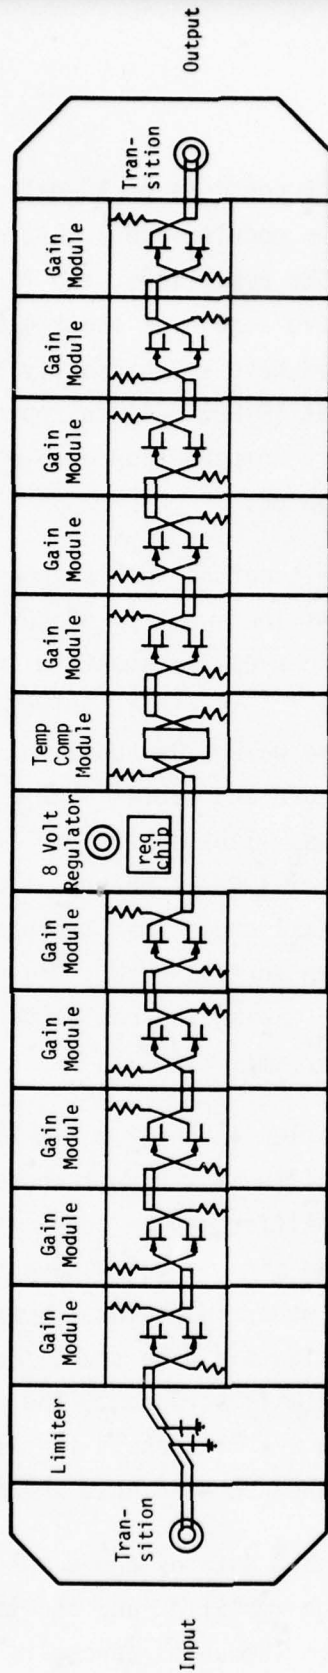 Input
Tran-
sition
Limiter
Gain
Module
Gain
Module
Gain
Module
Gain
Module
Gain
Module
8 Volt
Regulator
reg
chip
Temp
Comp
Module
Gain
Module
Gain
Module
Gain
Module
Gain
Module
Gain
Module
Tran-
sition
Output